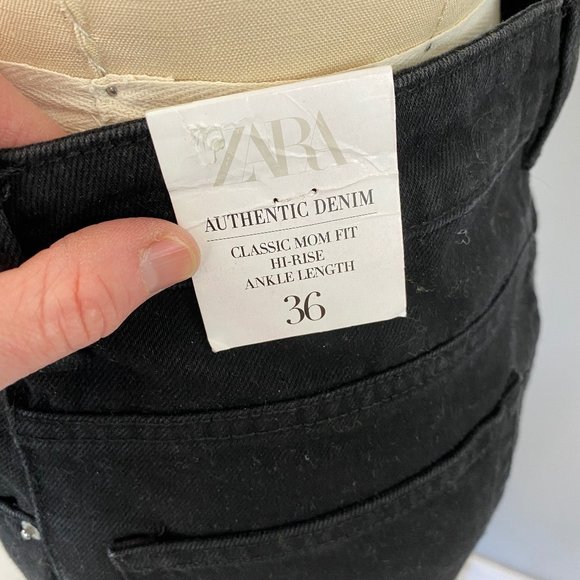 ZARA
AUTHENTIC DENIM
CLASSIC MOM FIT
HI-RISE
ANKLE LENGTH
36